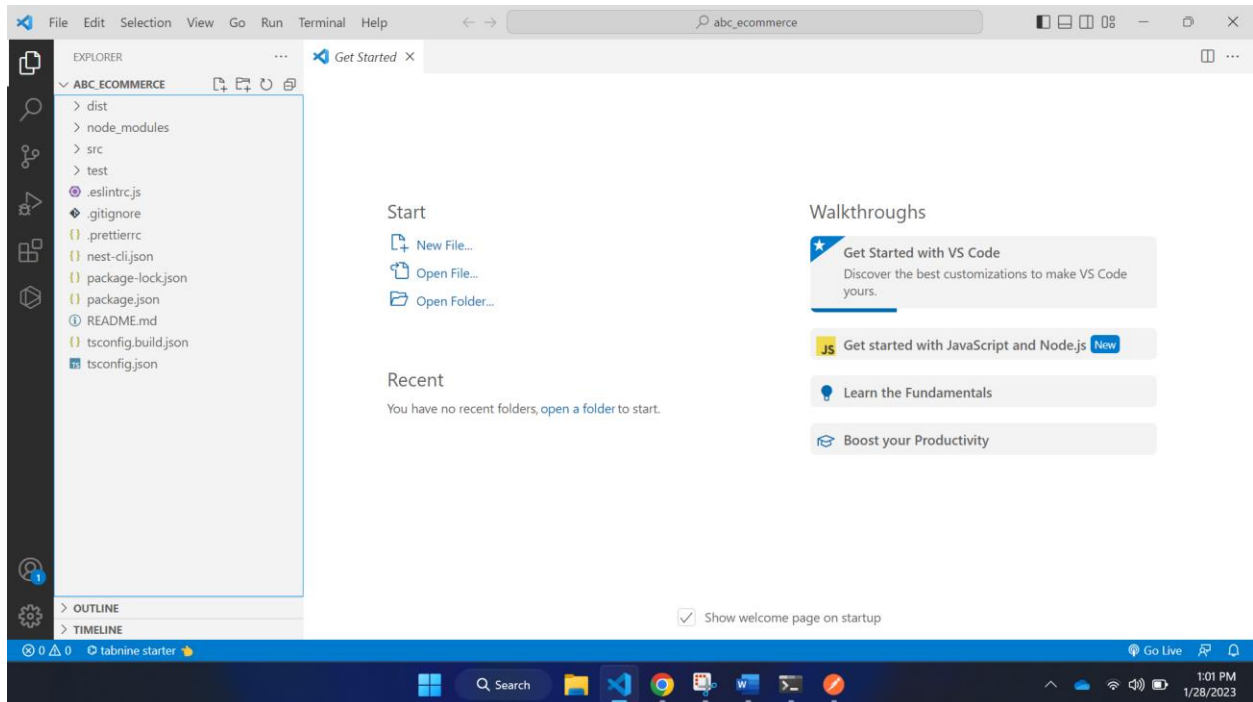 File Edit Selection View Go Run Terminal Help
abc_ecommerce
EXPLORER
Get Started
ABC_ECOMMERCE
dist
node_modules
src
test
.eslintrc.js
.gitignore
.prettierrc
nest-cli.json
package-lock.json
package.json
README.md
tsconfig.build.json
TS tsconfig.json
OUTLINE
TIMELINE
Start
New File...
Open File...
Open Folder...
Recent
You have no recent folders, open a folder to start.
Walkthroughs
Get Started with VS Code
Discover the best customizations to make VS Code
yours.
JS Get started with JavaScript and Node.js New
Learn the Fundamentals
Boost your Productivity
Show welcome page on startup
1
0 0 tabnine starter
Go Live
Search
W
1:01 PM
1/28/2023